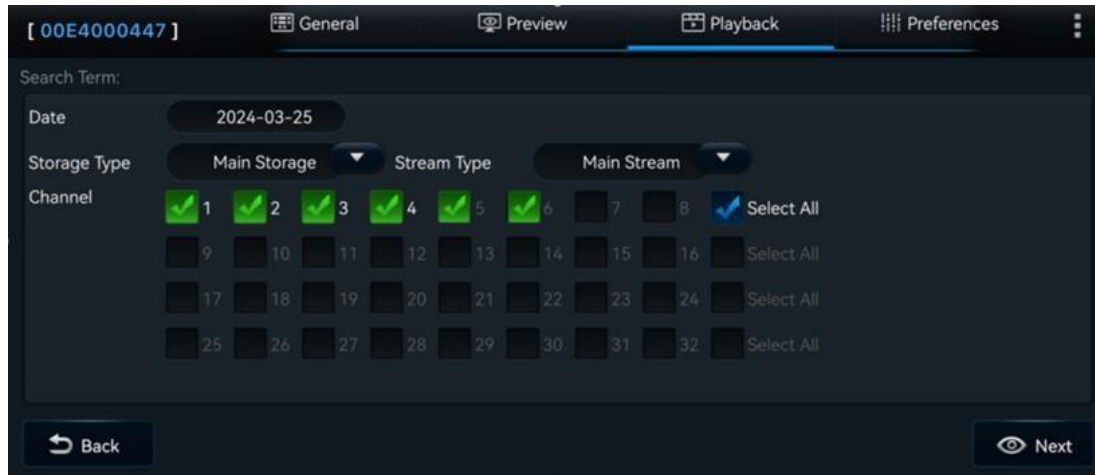 [ 00E4000447 ] General Preview Playback Preferences
Search Term:
Date 2024-03-25
Storage Type Main Storage Stream Type Main Stream
Channel 1 2 3 4 5 6 7 8 Select All
9 10 11 12 13 14 15 16 Select All
17 18 19 20 21 22 23 24 Select All
25 26 27 28 29 30 31 32 Select All
Back Next